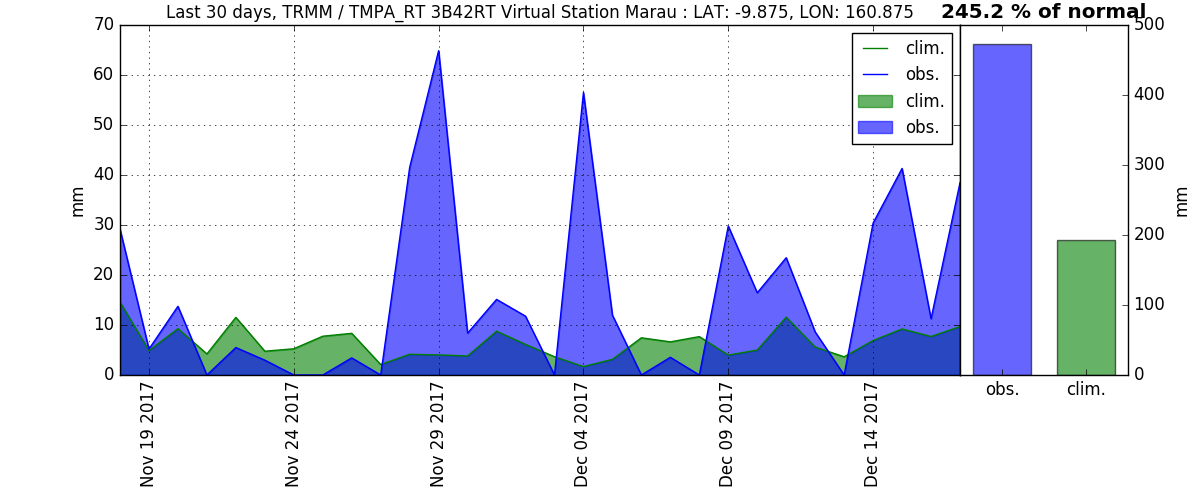 Last 30 days, TRMM / TMPA_RT 3B42RT Virtual Station Marau : LAT: -9.875, LON: 160.875
245.2 % of normal
70
60
50
40
30
20
10
0
mm
clim.
obs.
clim.
obs.
Nov 19 2017
Nov 24 2017
Nov 29 2017
Dec 04 2017
Dec 09 2017
Dec 14 2017
500
400
300
200
100
0
mm
obs.
clim.